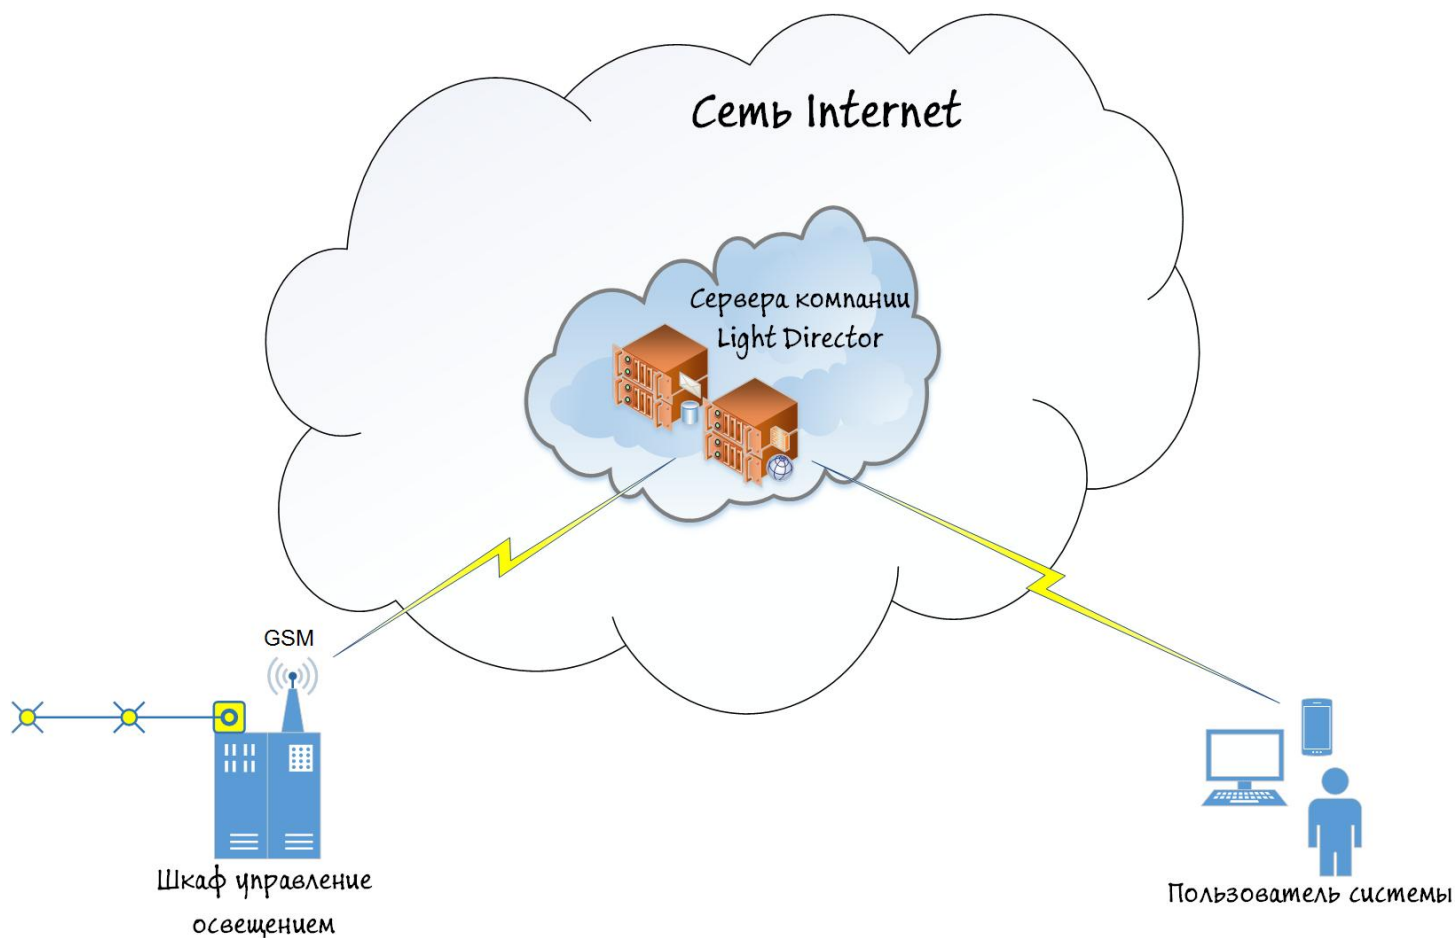 Сеть Internet
Сервера компании
Light Director
GSM
Шкаф управление
освещением
Пользователь системы